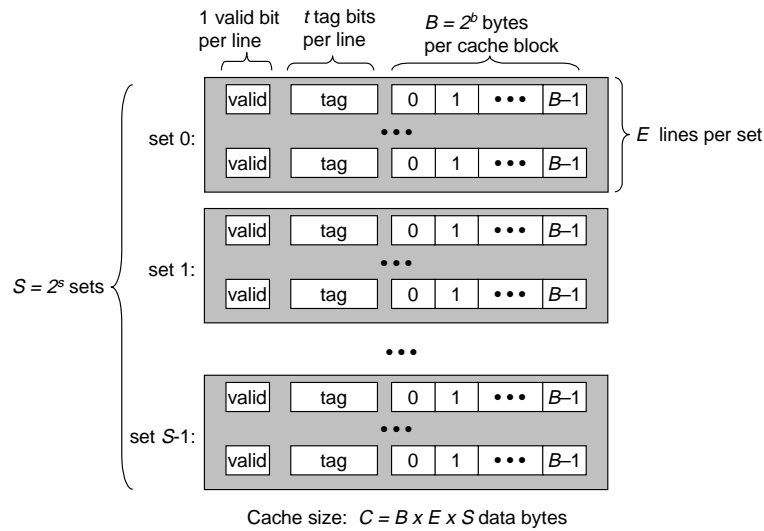 1 valid bit per line
t tag bits per line
B = 2^b bytes per cache block
valid tag 0 1 ••• B–1
set 0: •••
valid tag 0 1 ••• B–1
E lines per set
valid tag 0 1 ••• B–1
set 1: •••
valid tag 0 1 ••• B–1
S = 2^s sets
•••
valid tag 0 1 ••• B–1
set S-1: •••
valid tag 0 1 ••• B–1
Cache size: C = B x E x S data bytes